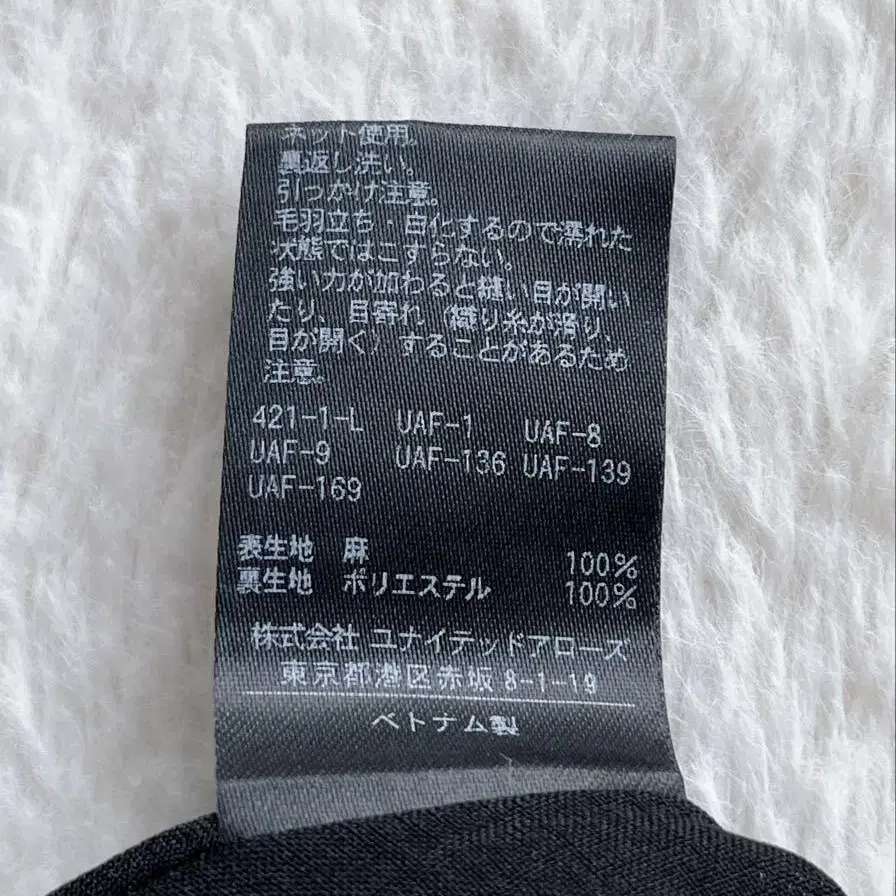 ネット使用。
裏返し洗い。
引っかけ注意。
毛羽立ち・白化するので濡れた
状態ではこすらない。
強い力が加わると縫い目が開い
たり、目寄れ（織り糸が滑り、
目が開く）することがあるため
注意。
421-1-L UAF-1 UAF-8
UAF-9 UAF-136 UAF-139
UAF-169
表生地 麻 100%
裏生地 ポリエステル 100%
株式会社 ユナイテッドアローズ
東京都港区赤坂 8-1-19
ベトナム製